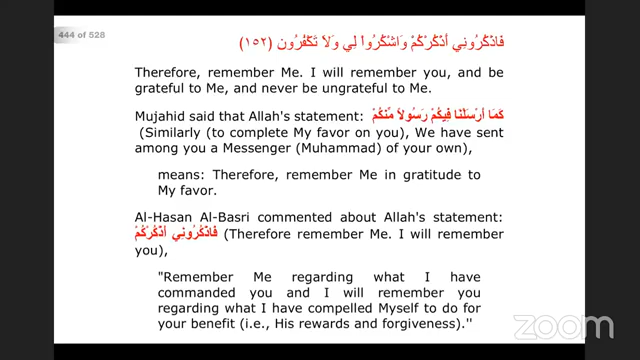 444 of 528
فَاذْكُرُونِي أَذْكُرْكُمْ وَاشْكُرُواْ لِي وَلاَ تَكْفُرُونِ (١٥٢)
Therefore, remember Me. I will remember you, and be
grateful to Me, and never be ungrateful to Me.
Mujahid said that Allah's statement: كَمَا أَرْسَلْنَا فِيكُمْ رَسُولاً مِّنكُمْ
(Similarly (to complete My favor on you), We have sent
among you a Messenger (Muhammad) of your own),
means: Therefore, remember Me in gratitude to
My favor.
Al-Hasan Al-Basri commented about Allah's statement:
فَاذْكُرُونِي أَذْكُرْكُمْ (Therefore remember Me. I will remember
you),
"Remember Me regarding what I have
commanded you and I will remember you
regarding what I have compelled Myself to do for
your benefit (i.e., His rewards and forgiveness)."
zoom